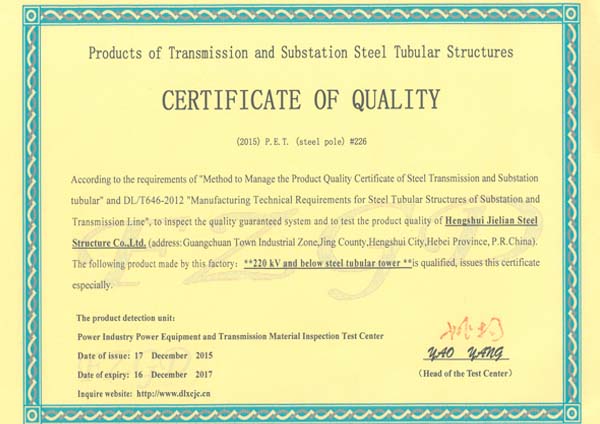 Products of Transmission and Substation Steel Tubular Structures
CERTIFICATE OF QUALITY
(2015) P.E.T. (steel pole) #226
According to the requirements of "Method to Manage the Product Quality Certificate of Steel Transmission and Substation
tubular" and DL/T646-2012 "Manufacturing Technical Requirements for Steel Tubular Structures of Substation and
Transmission Line", to inspect the quality guaranteed system and to test the product quality of Hengshui Jielian Steel
Structure Co.,Ltd. (address:Guangchuan Town Industrial Zone,Jing County,Hengshui City,Hebei Province, P.R.China).
The following product made by this factory: **220 kV and below steel tubular tower **is qualified, issues this certificate
especially.
The product detection unit:
Power Industry Power Equipment and Transmission Material Inspection Test Center
Date of issue: 17 December 2015
YAO YANG
Date of expiry: 16 December 2017
(Head of the Test Center)
Inquire website: http://www.dlxcjc.cn